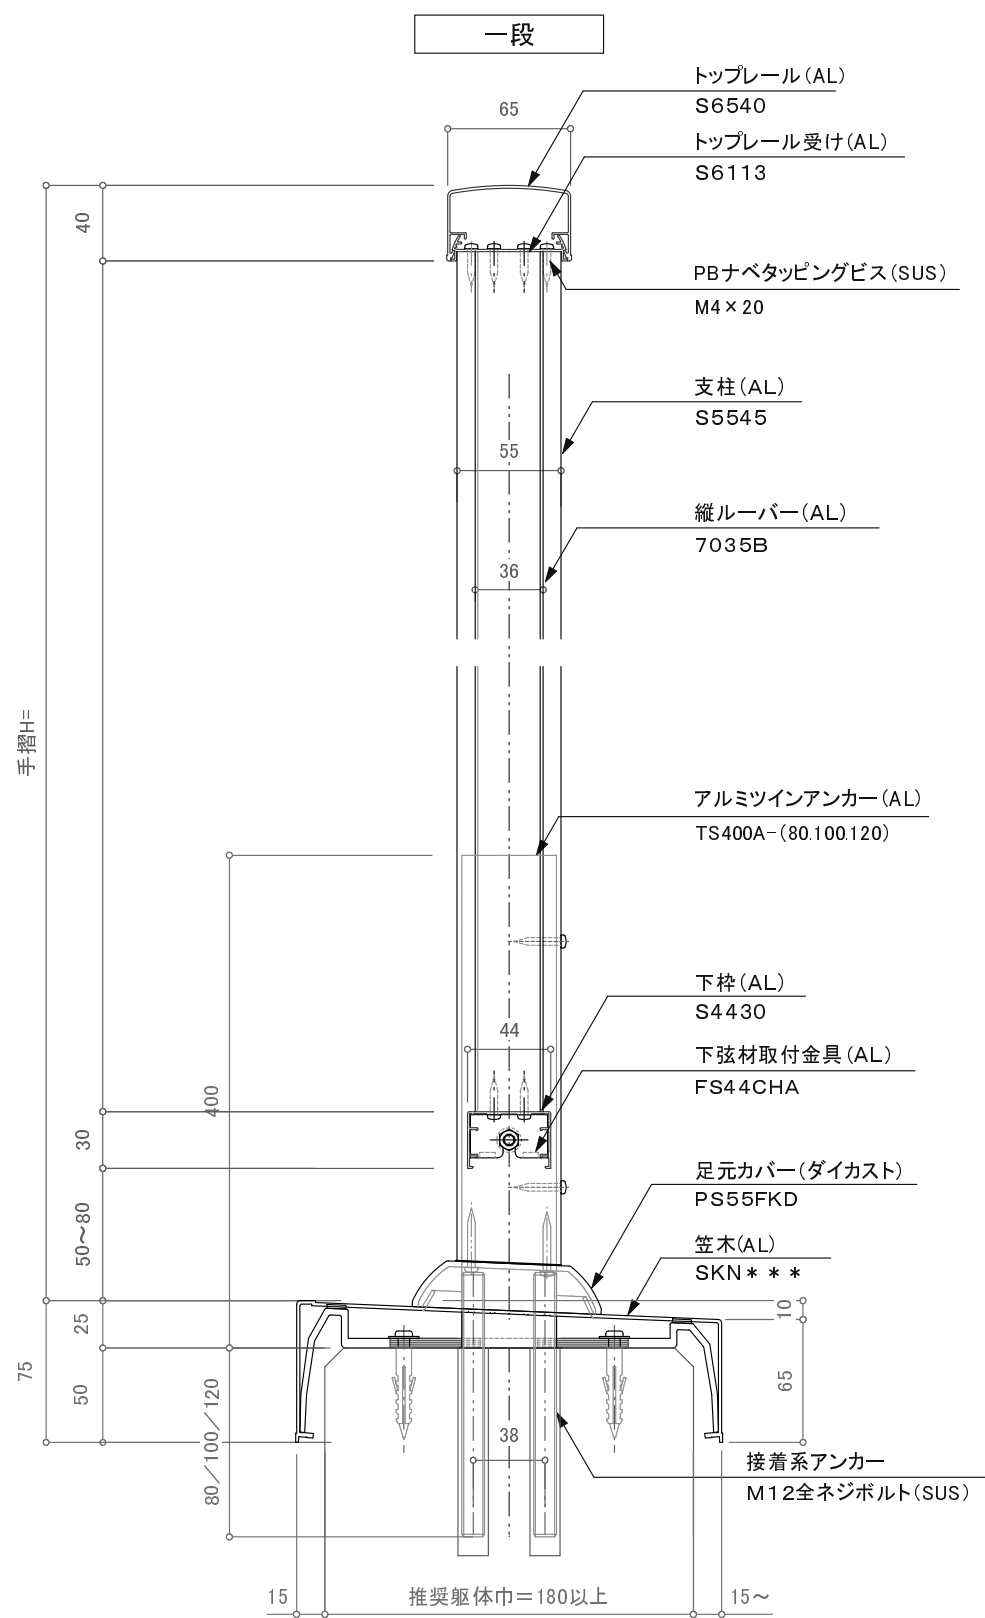 一段
トップレール(AL)
S6540
65
トップレール受け(AL)
S6113
40
PBナベタッピングビス(SUS)
M4×20
支柱(AL)
S5545
55
縦ルーバー(AL)
7035B
36
手摺H=
アルミツインアンカー(AL)
TS400A-(80.100.120)
下枠(AL)
S4430
44
下弦材取付金具(AL)
FS44CHA
400
30
足元カバー(ダイカスト)
PS55FKD
50〜80
笠木(AL)
SKN***
10
25
75
50
65
80/100/120
38
接着系アンカー
M12全ネジボルト(SUS)
15
推奨躯体巾=180以上
15〜